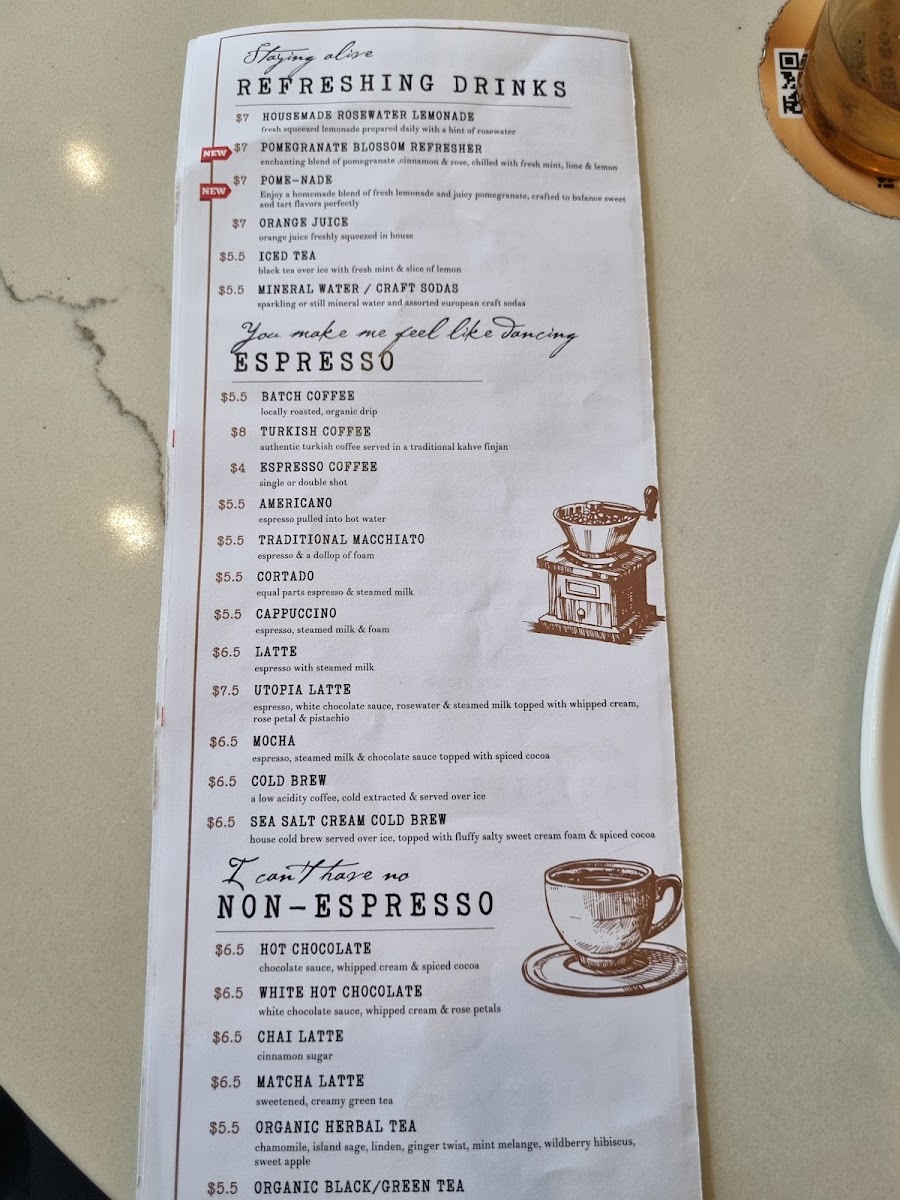 Staying alive
REFRESHING DRINKS
$7 HOUSEMADE ROSEWATER LEMONADE
fresh squeezed lemonade prepared daily with a hint of rosewater
NEW $7 POMEGRANATE BLOSSOM REFRESHER
enchanting blend of pomegranate ,cinnamon & rose, chilled with fresh mint, lime & lemon
NEW $7 POME-NADE
Enjoy a homemade blend of fresh lemonade and juicy pomegranate, crafted to balance sweet
and tart flavors perfectly
$7 ORANGE JUICE
orange juice freshly squeezed in house
$5.5 ICED TEA
black tea over ice with fresh mint & slice of lemon
$5.5 MINERAL WATER / CRAFT SODAS
sparkling or still mineral water and assorted european craft sodas
You make me feel like dancing
ESPRESSO
$5.5 BATCH COFFEE
locally roasted, organic drip
$8 TURKISH COFFEE
authentic turkish coffee served in a traditional kahve finjan
$4 ESPRESSO COFFEE
single or double shot
$5.5 AMERICANO
espresso pulled into hot water
$5.5 TRADITIONAL MACCHIATO
espresso & a dollop of foam
$5.5 CORTADO
equal parts espresso & steamed milk
$5.5 CAPPUCCINO
espresso, steamed milk & foam
$6.5 LATTE
espresso with steamed milk
$7.5 UTOPIA LATTE
espresso, white chocolate sauce, rosewater & steamed milk topped with whipped cream,
rose petal & pistachio
$6.5 MOCHA
espresso, steamed milk & chocolate sauce topped with spiced cocoa
$6.5 COLD BREW
a low acidity coffee, cold extracted & served over ice
$6.5 SEA SALT CREAM COLD BREW
house cold brew served over ice, topped with fluffy salty sweet cream foam & spiced cocoa
I can't have no
NON-ESPRESSO
$6.5 HOT CHOCOLATE
chocolate sauce, whipped cream & spiced cocoa
$6.5 WHITE HOT CHOCOLATE
white chocolate sauce, whipped cream & rose petals
$6.5 CHAI LATTE
cinnamon sugar
$6.5 MATCHA LATTE
sweetened, creamy green tea
$5.5 ORGANIC HERBAL TEA
chamomile, island sage, linden, ginger twist, mint melange, wildberry hibiscus,
sweet apple
$5.5 ORGANIC BLACK/GREEN TEA